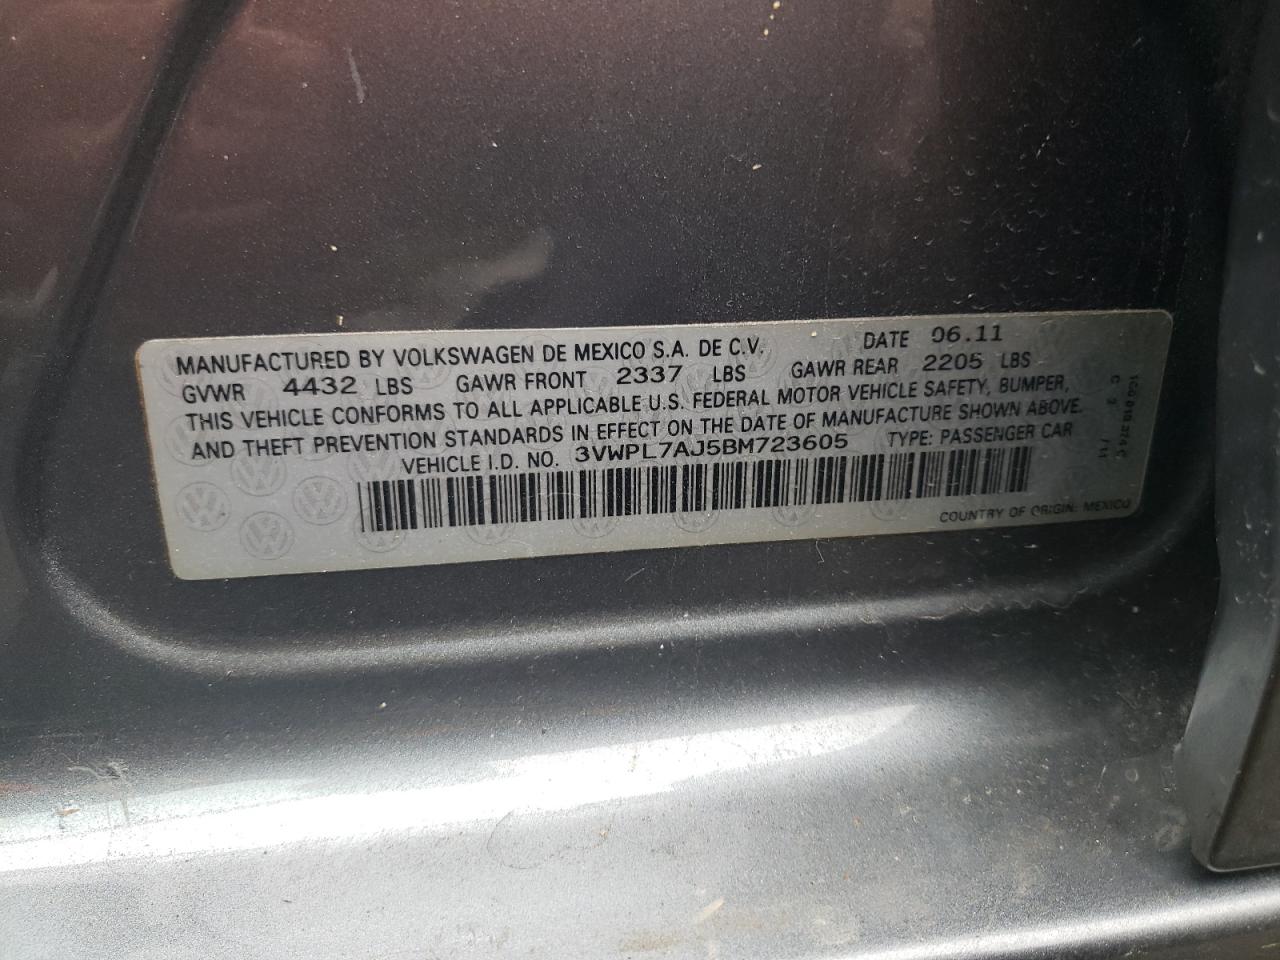 MANUFACTURED BY VOLKSWAGEN DE MEXICO S.A. DE C.V. DATE 06.11
GVWR 4432 LBS GAWR FRONT 2337 LBS GAWR REAR 2205 LBS
THIS VEHICLE CONFORMS TO ALL APPLICABLE U.S. FEDERAL MOTOR VEHICLE SAFETY, BUMPER,
AND THEFT PREVENTION STANDARDS IN EFFECT ON THE DATE OF MANUFACTURE SHOWN ABOVE.
VEHICLE I.D. NO. 3VWPL7AJ5BM723605 TYPE: PASSENGER CAR
COUNTRY OF ORIGIN: MEXICO